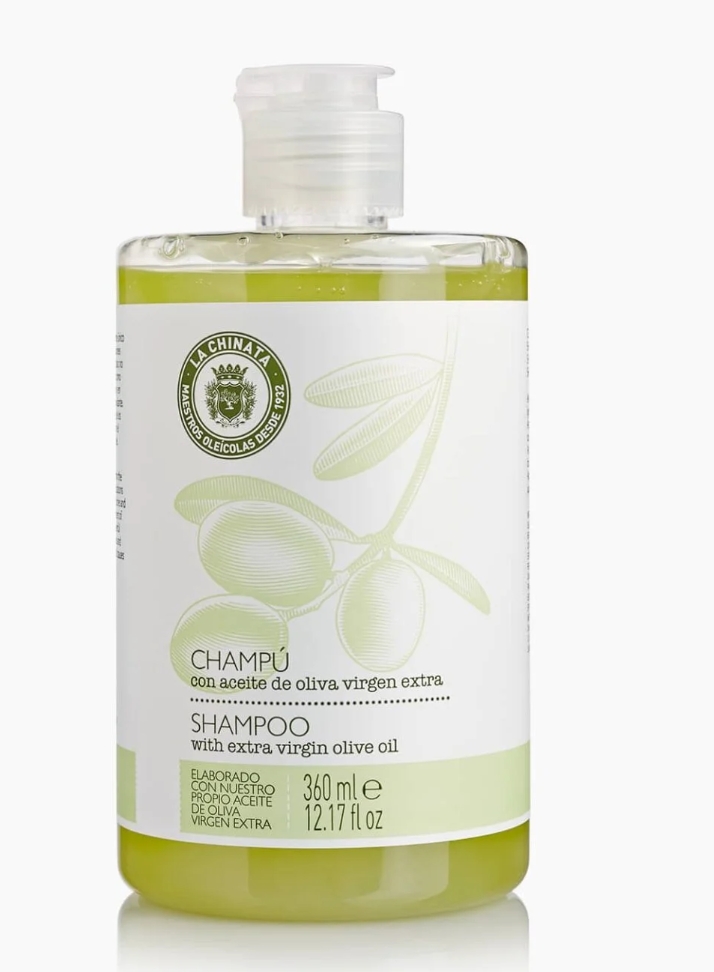 LA CHINATA
MAESTROS OLEÍCOLAS DESDE 1932
CHAMPÚ
con aceite de oliva virgen extra
SHAMPOO
with extra virgin olive oil
ELABORADO
CON NUESTRO
PROPIO ACEITE
DE OLIVA
VIRGEN EXTRA
360 ml e
12.17 fl oz